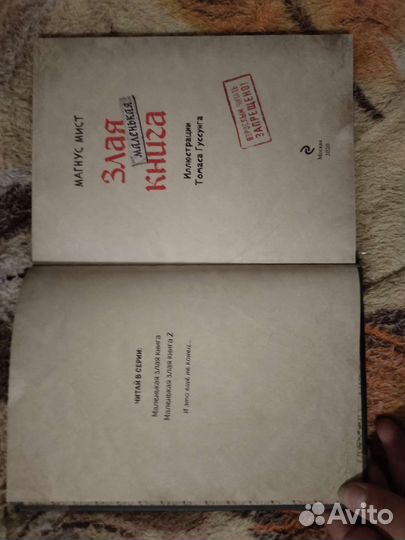 ЧИТАЙ В СЕРИИ:
Маленькая злая книга
Маленькая злая книга 2
И это ещё не конец...
МАГНУС МИСТ
ЗЛАЯ
маленькая
КНИГА
Иллюстрации
Томаса Гуссунга
ВЗРОСЛЫМ ЧИТАТЬ
ЗАПРЕЩЕНО!
Москва
2020
Avito